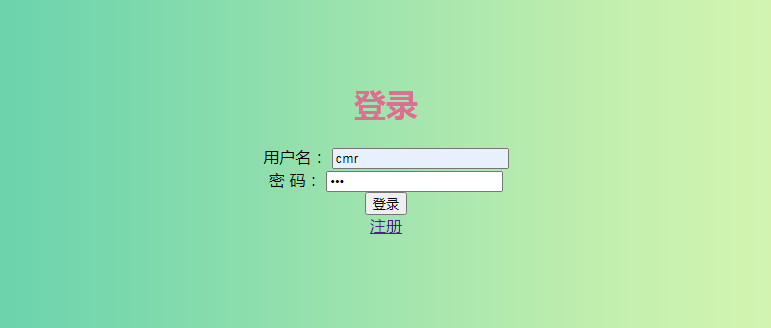 登录
用户名： cmr
密 码： •••
登录
注册